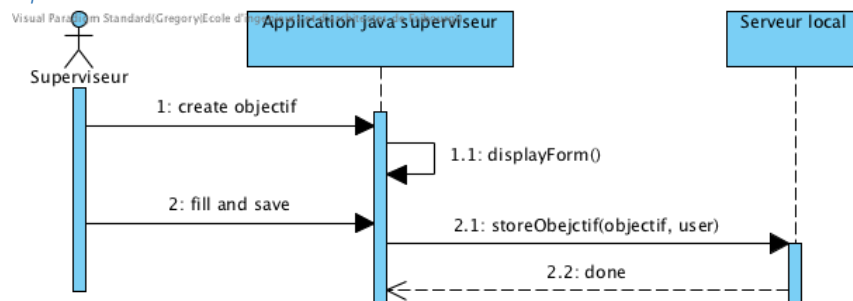 Visual Paradigm Standard(Gregory(Ecole d'
Application java superviseur
Serveur local
Superviseur
1: create objectif
1.1: displayForm()
2: fill and save
2.1: storeObejctif(objectif, user)
2.2: done